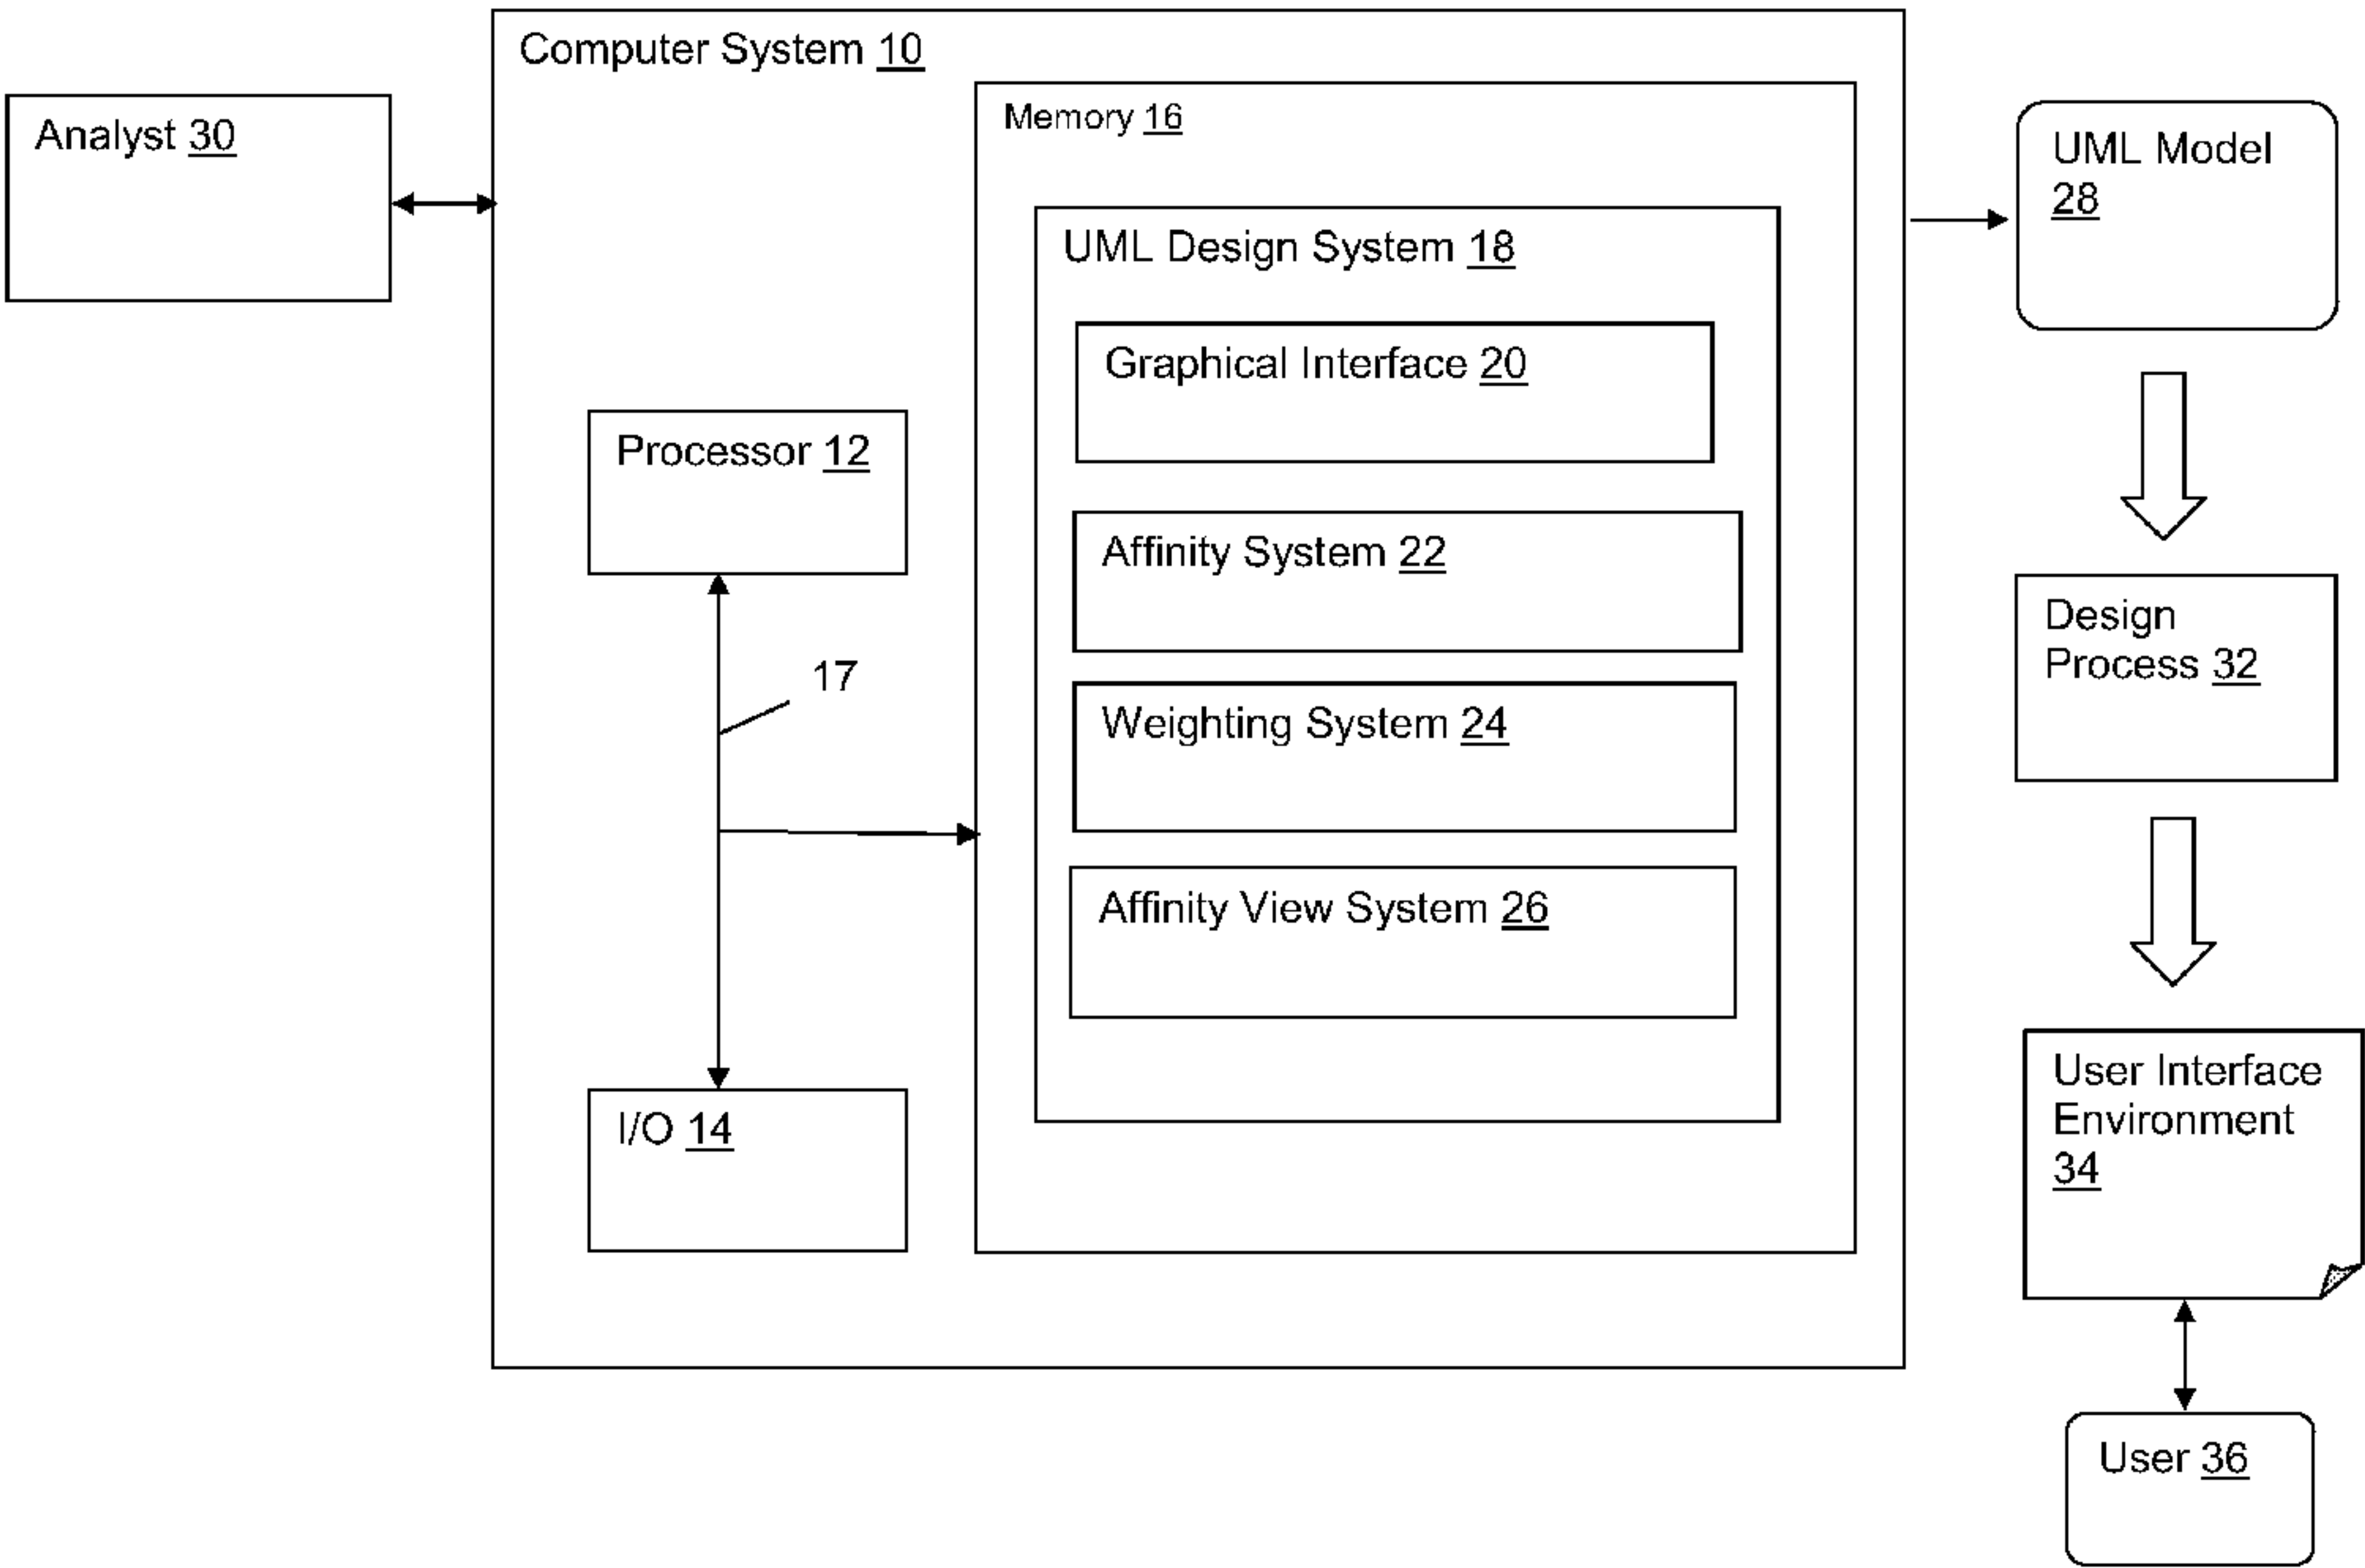 Computer System 10
Analyst 30
Memory 16
UML Model
28
UML Design System 18
Graphical Interface 20
Processor 12
Affinity System 22
Design
Process 32
17
Weighting System 24
Affinity View System 26
User Interface
Environment
34
I/O 14
User 36